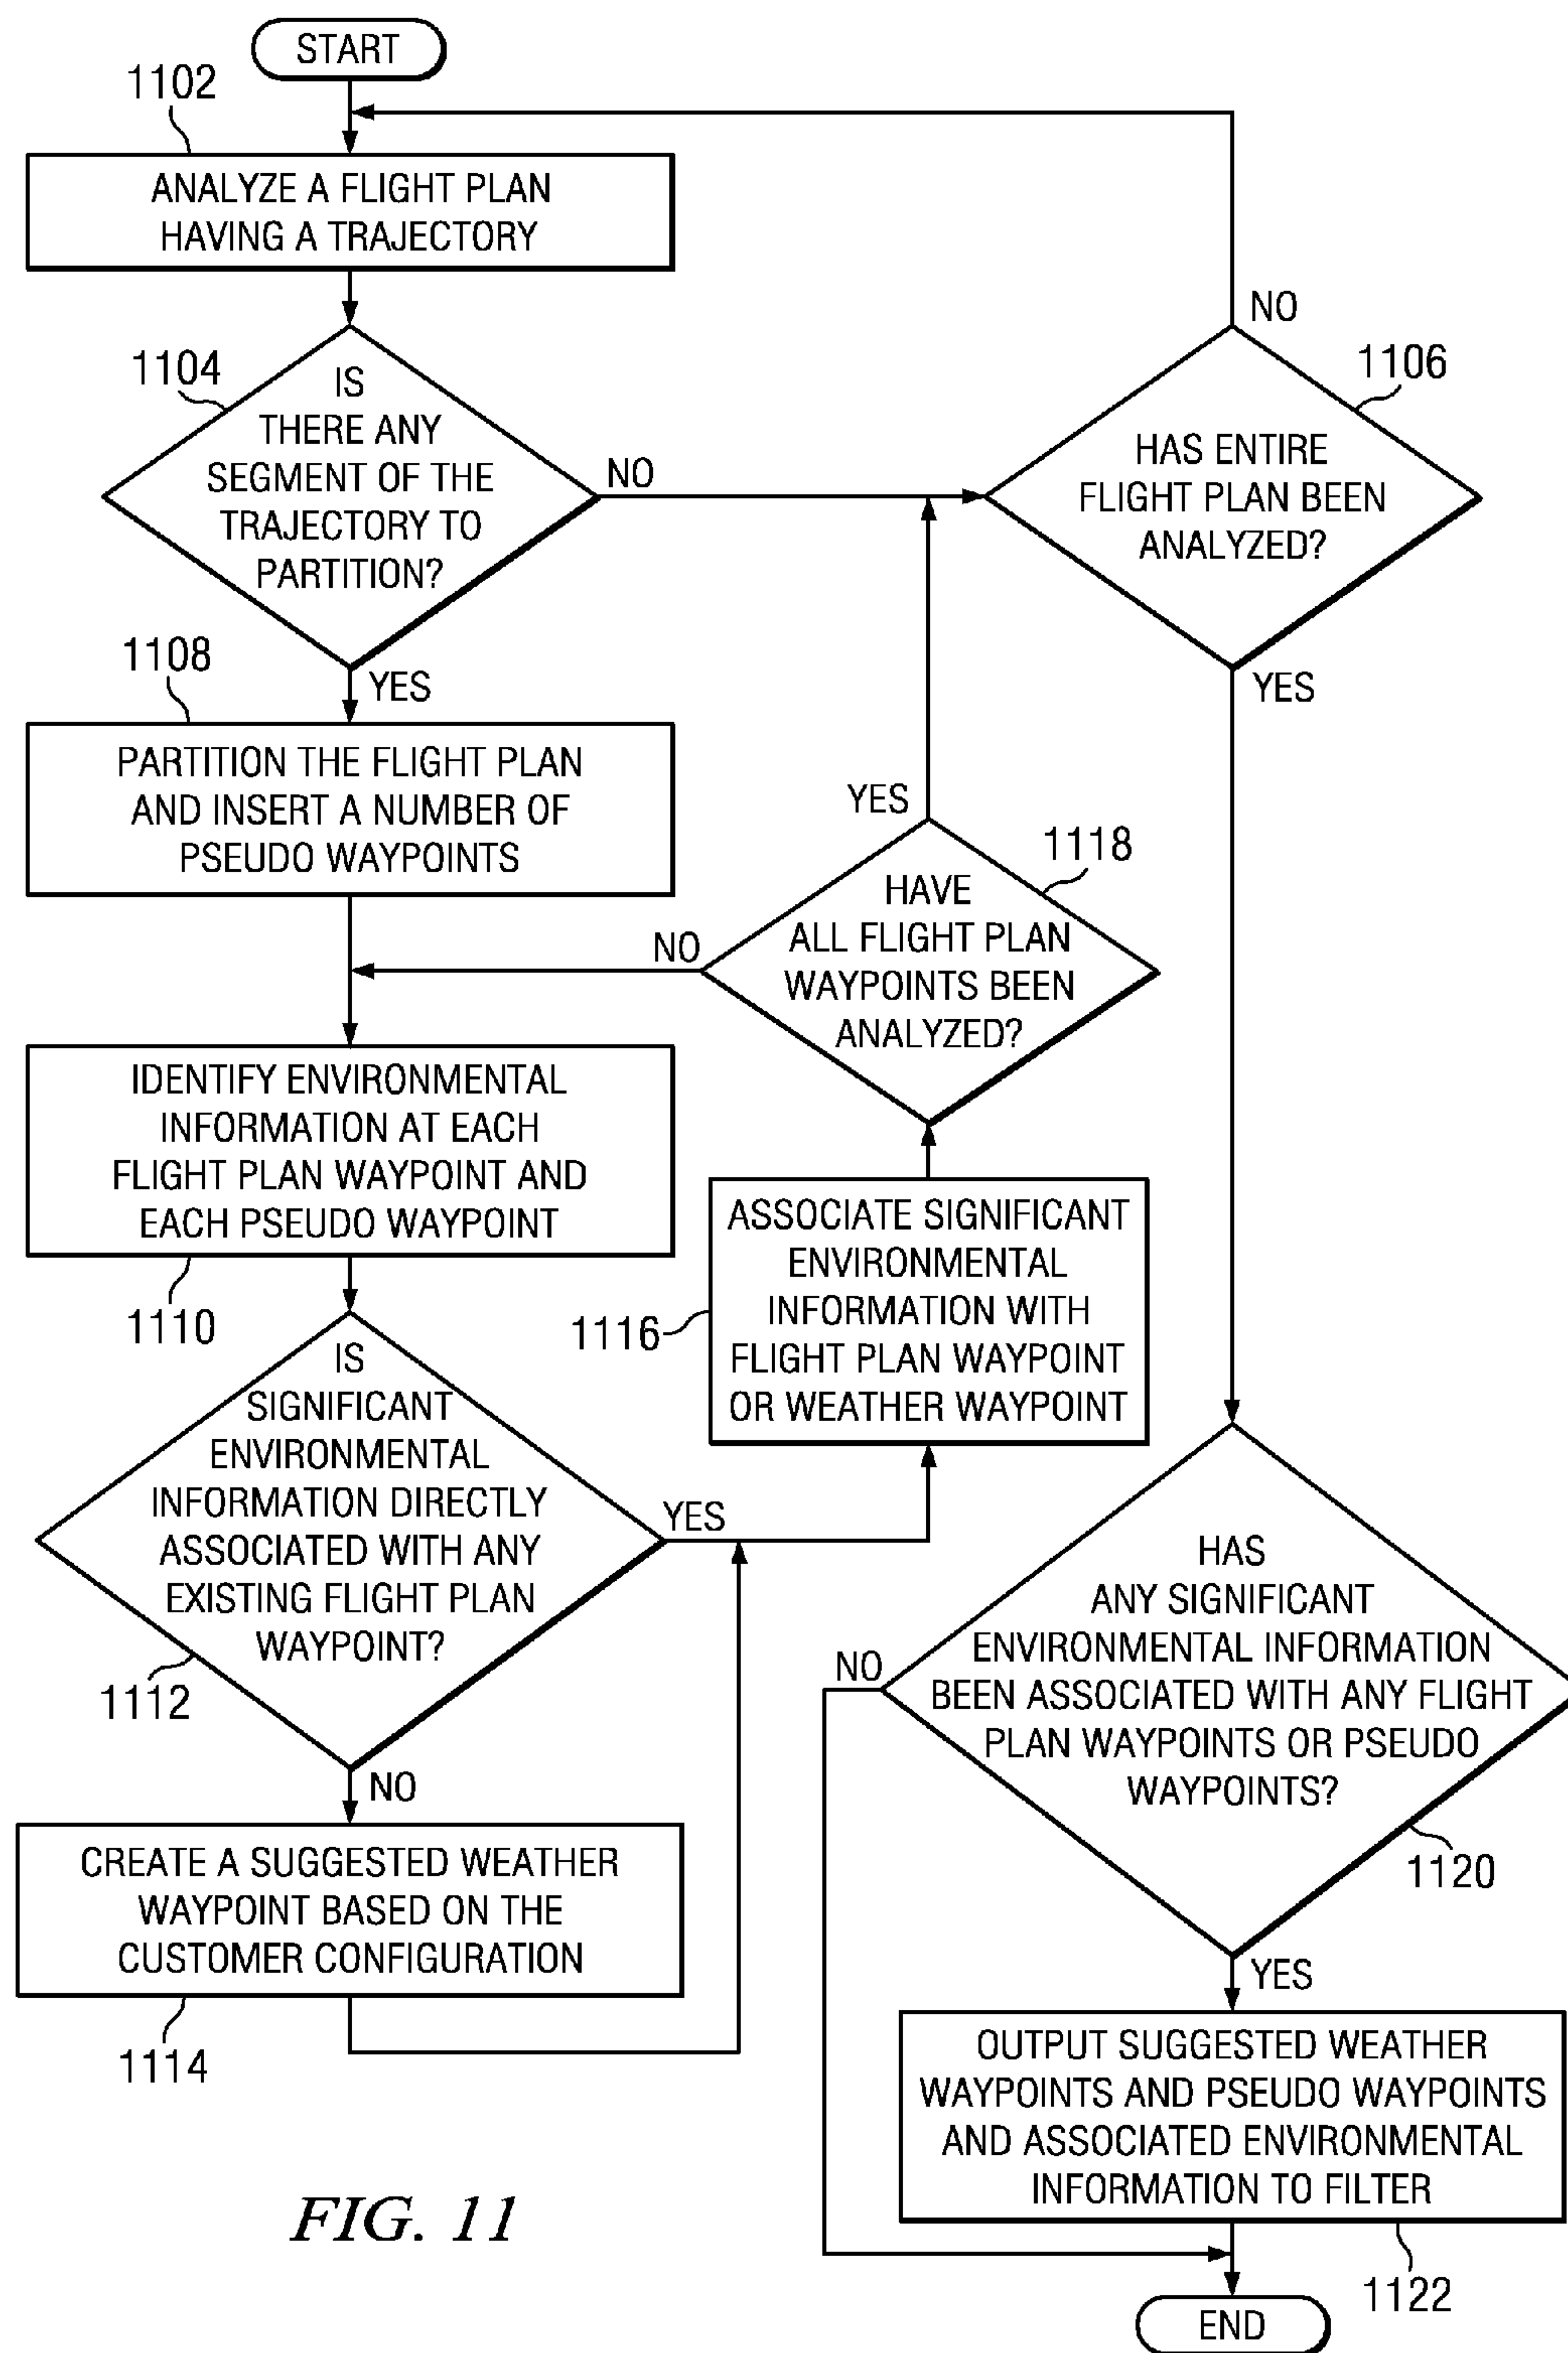 START
1102
ANALYZE A FLIGHT PLAN
HAVING A TRAJECTORY
1104
IS
THERE ANY
SEGMENT OF THE
TRAJECTORY TO
PARTITION?
NO
YES
NO
1106
HAS ENTIRE
FLIGHT PLAN BEEN
ANALYZED?
YES
1108
PARTITION THE FLIGHT PLAN
AND INSERT A NUMBER OF
PSEUDO WAYPOINTS
YES
1118
HAVE
ALL FLIGHT PLAN
WAYPOINTS BEEN
ANALYZED?
NO
IDENTIFY ENVIRONMENTAL
INFORMATION AT EACH
FLIGHT PLAN WAYPOINT AND
EACH PSEUDO WAYPOINT
1110
ASSOCIATE SIGNIFICANT
ENVIRONMENTAL
INFORMATION WITH
FLIGHT PLAN WAYPOINT
OR WEATHER WAYPOINT
1116
IS
SIGNIFICANT
ENVIRONMENTAL
INFORMATION DIRECTLY
ASSOCIATED WITH ANY
EXISTING FLIGHT PLAN
WAYPOINT?
YES
1112
NO
CREATE A SUGGESTED WEATHER
WAYPOINT BASED ON THE
CUSTOMER CONFIGURATION
1114
HAS
ANY SIGNIFICANT
ENVIRONMENTAL INFORMATION
BEEN ASSOCIATED WITH ANY FLIGHT
PLAN WAYPOINTS OR PSEUDO
WAYPOINTS?
NO
1120
YES
OUTPUT SUGGESTED WEATHER
WAYPOINTS AND PSEUDO WAYPOINTS
AND ASSOCIATED ENVIRONMENTAL
INFORMATION TO FILTER
1122
END
FIG. 11